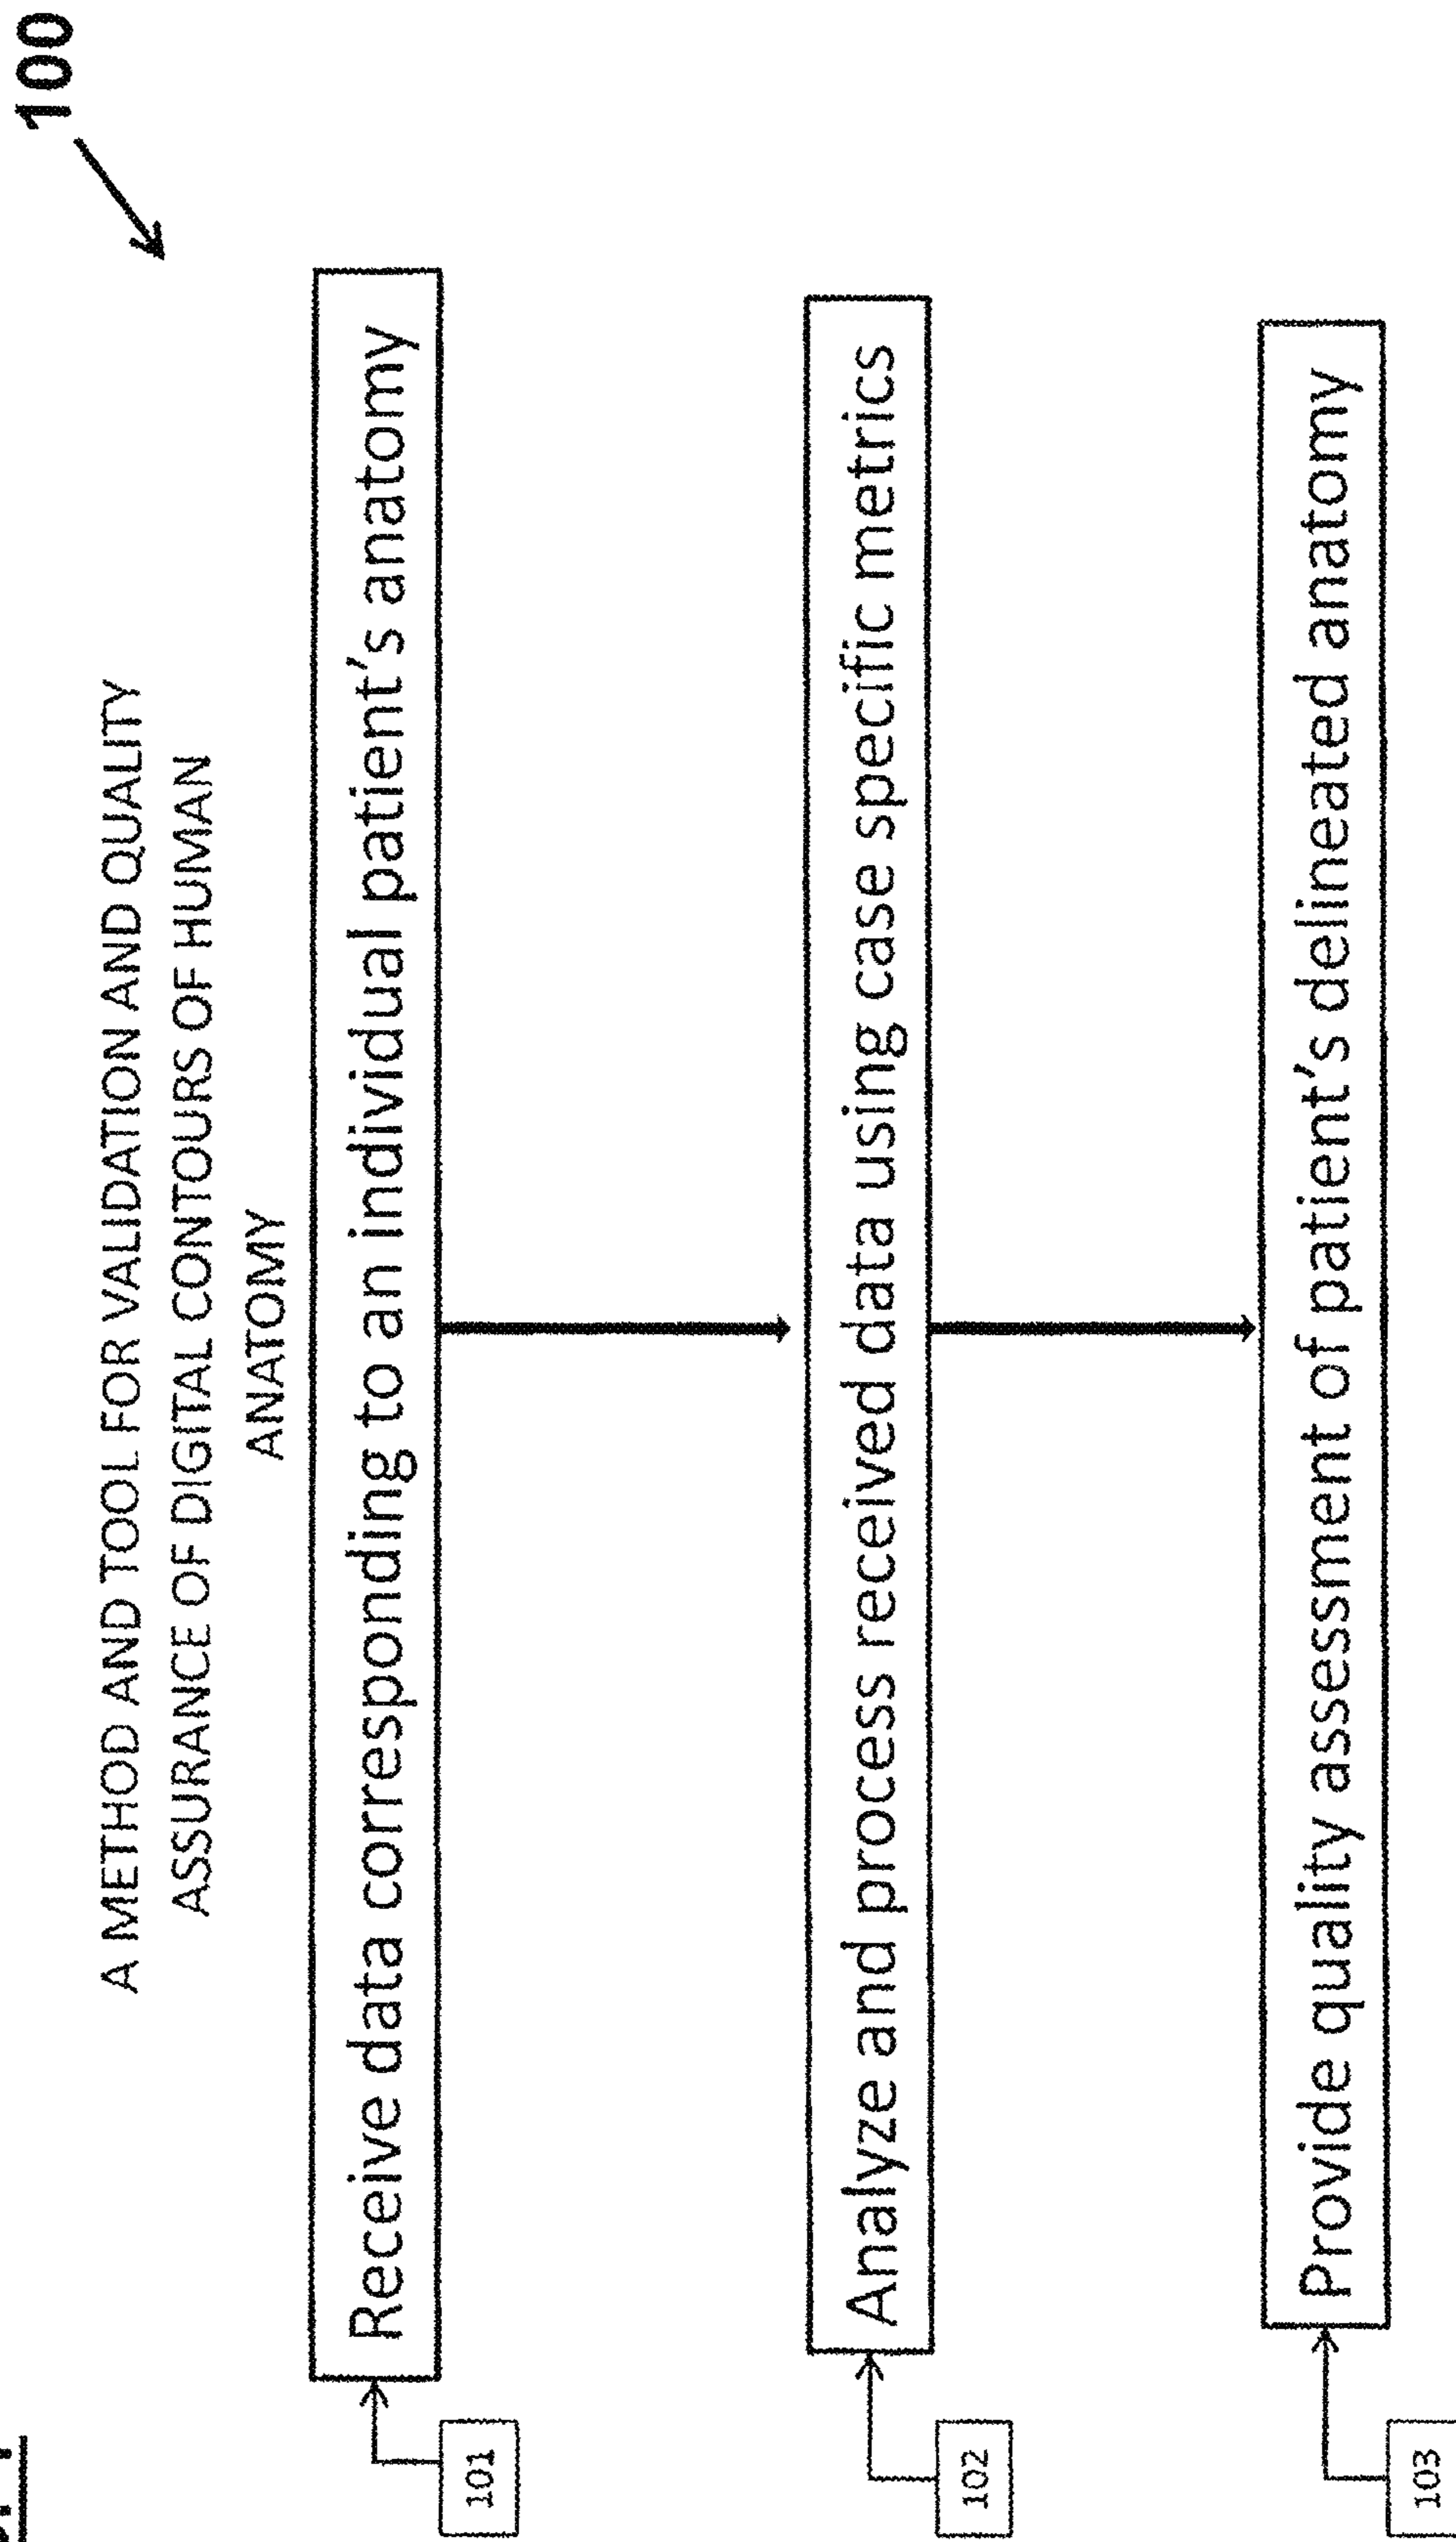 100
A METHOD AND TOOL FOR VALIDATION AND QUALITY
ASSURANCE OF DIGITAL CONTOURS OF HUMAN
ANATOMY
Receive data corresponding to an individual patient's anatomy
101
Analyze and process received data using case specific metrics
102
Provide quality assessment of patient's delineated anatomy
103